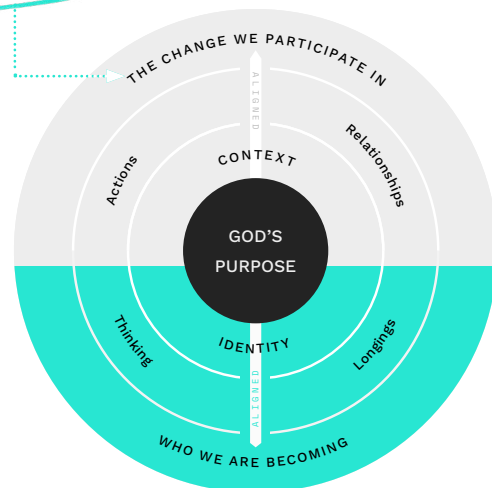 THE CHANGE WE PARTICIPATE IN
ALIGNED
CONTEXT
Actions
Relationships
GOD'S
PURPOSE
Thinking
IDENTITY
Longings
ALIGNED
WHO WE ARE BECOMING